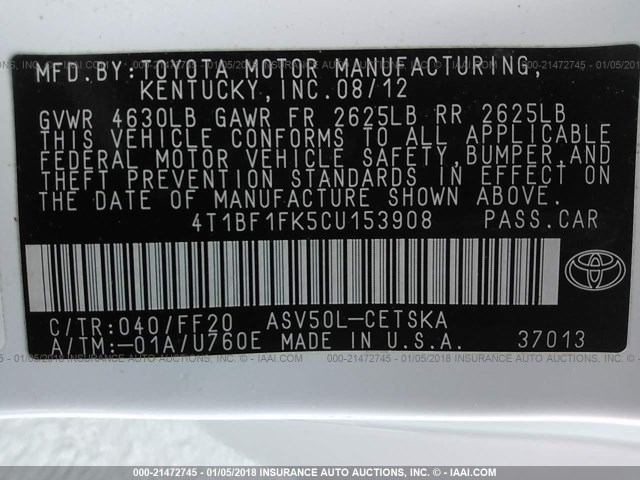 MFD.BY:TOYOTA MOTOR MANUFACTURING,
KENTUCKY,INC.08/12
GVWR 4630LB GAWR FR 2625LB RR 2625LB
THIS VEHICLE CONFORMS TO ALL APPLICABLE
FEDERAL MOTOR VEHICLE SAFETY,BUMPER,AND
THEFT PREVENTION STANDARDS IN EFFECT ON
THE DATE OF MANUFACTURE SHOWN ABOVE.
4T1BF1FK5CU153908 PASS.CAR
C/TR:040/FF20 ASV50L-CETSKA
A/TM:-01A/U760E MADE IN U.S.A. 37013
000-21472745 - 01/05/2018 INSURANCE AUTO AUCTIONS - IAAI.COM